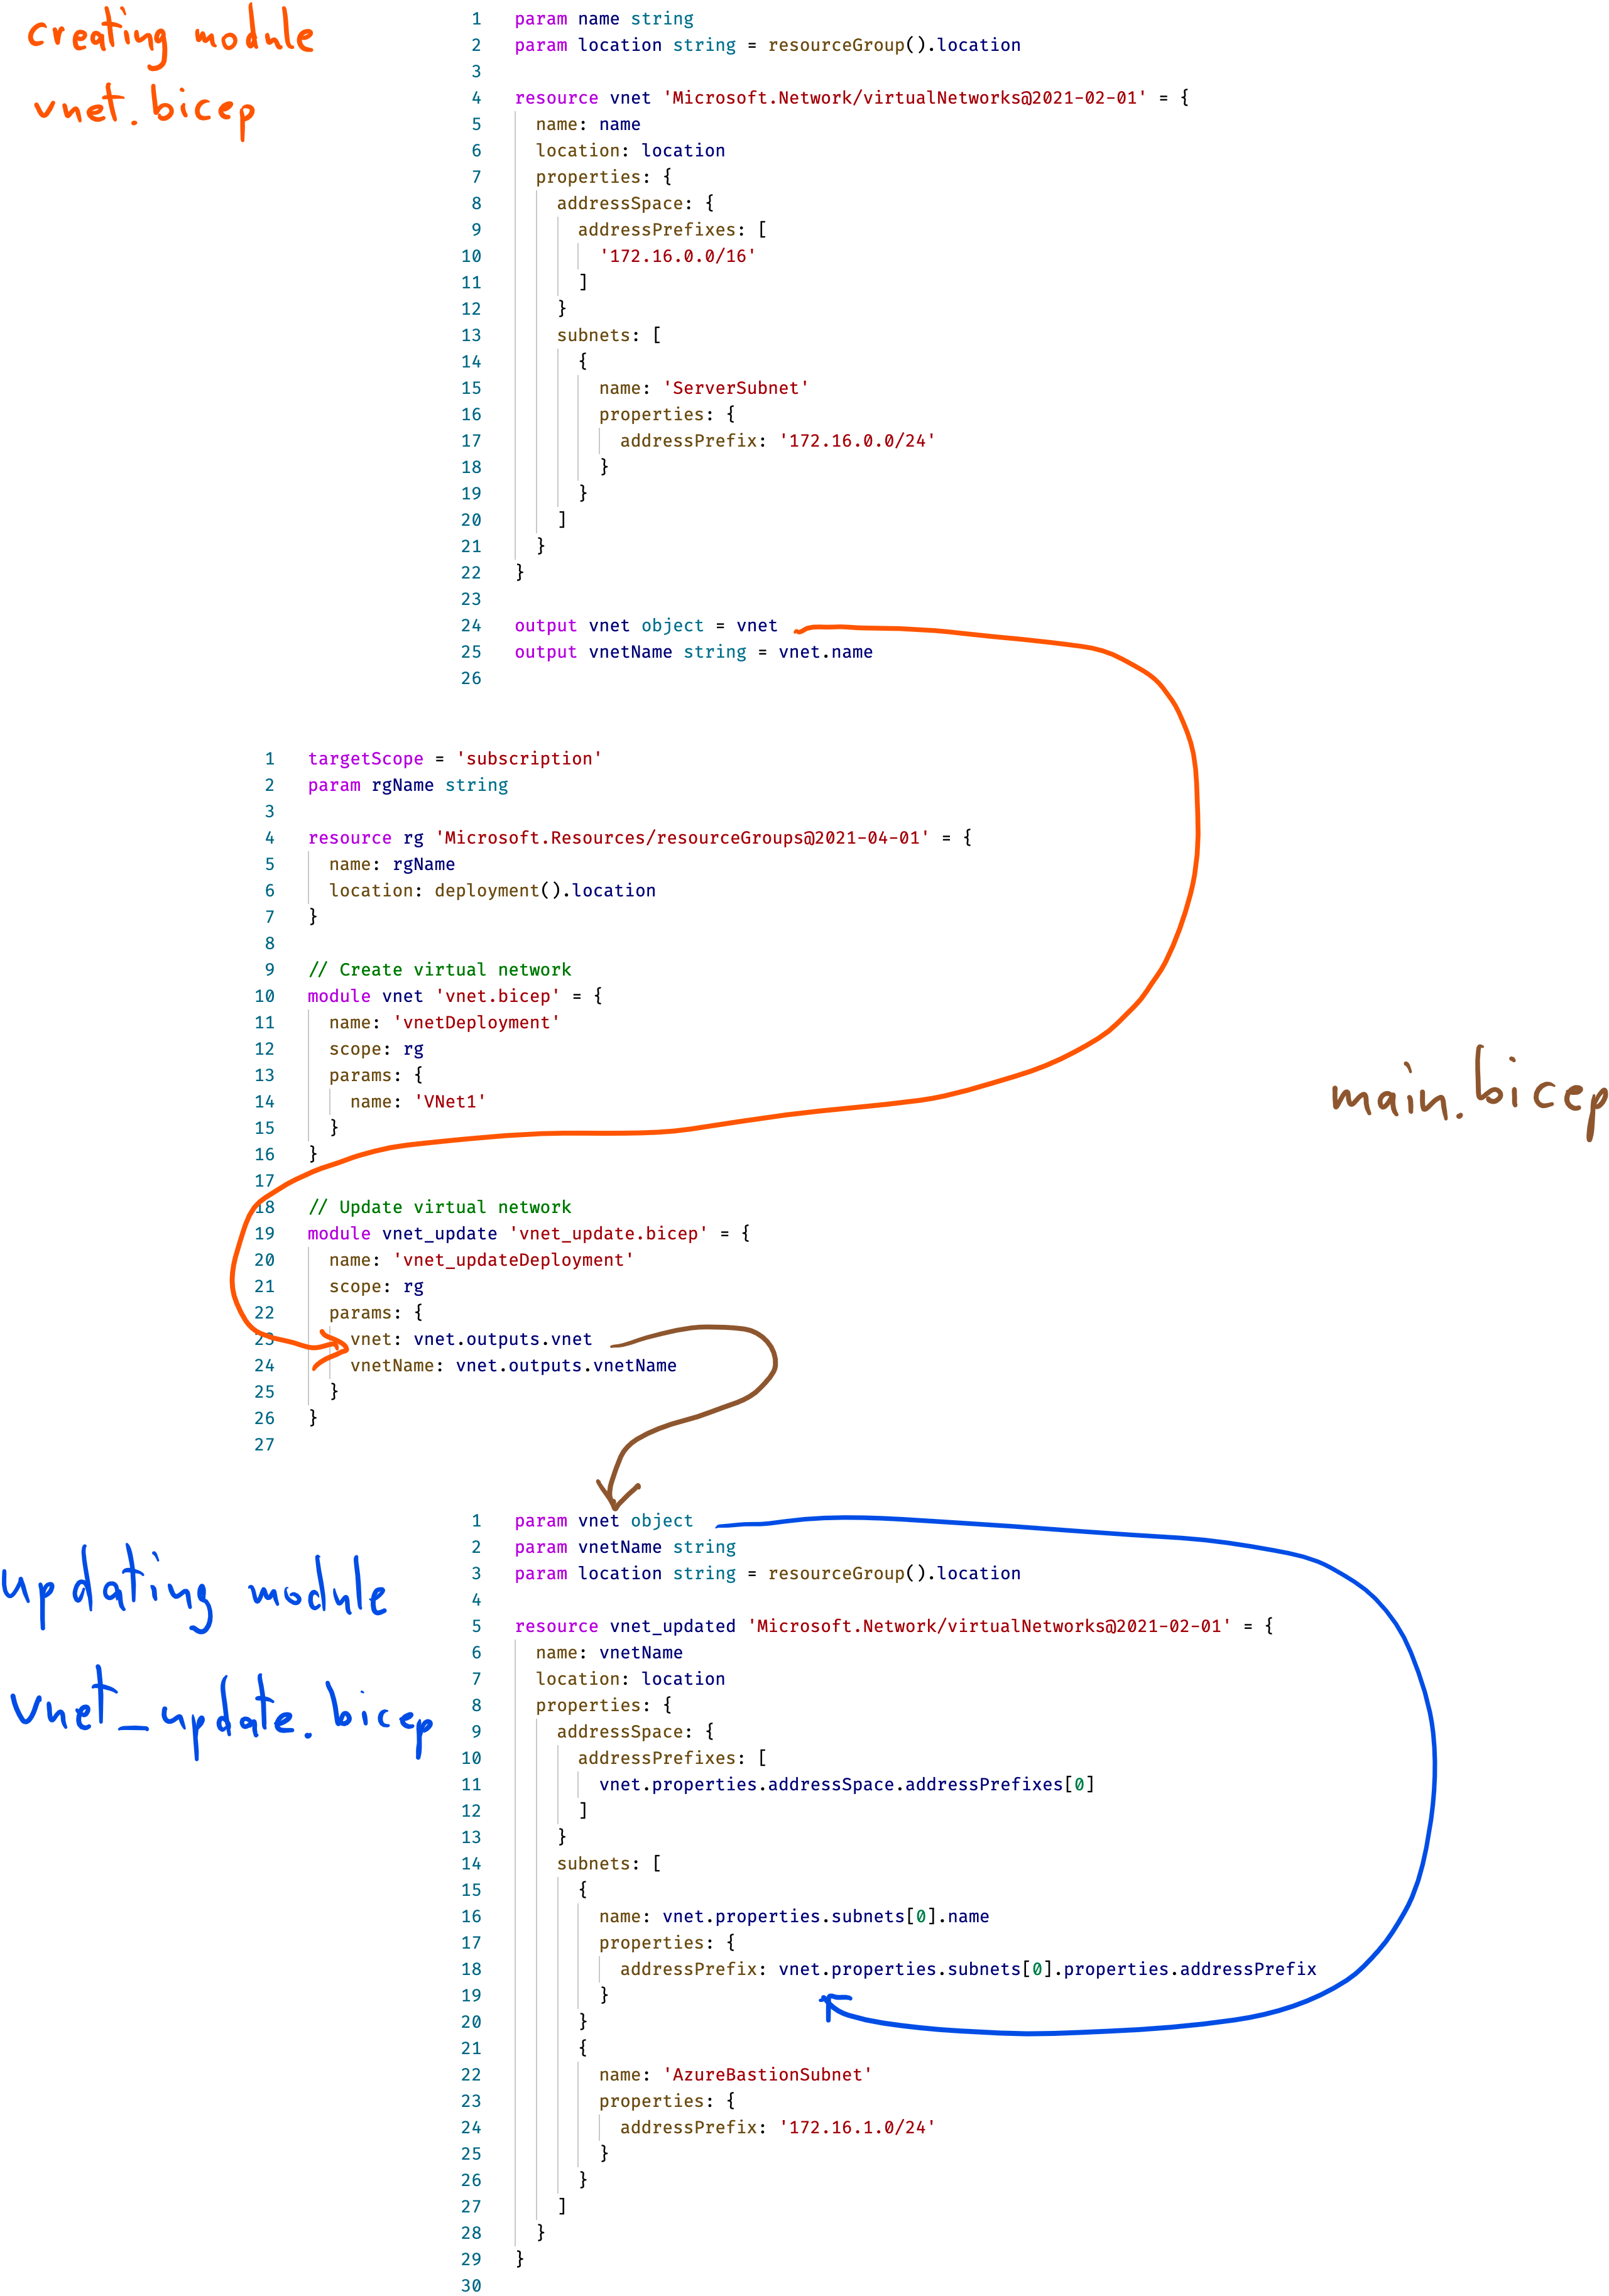 creating module
vnet.bicep
1 param name string
2 param location string = resourceGroup().location
3
4 resource vnet 'Microsoft.Network/virtualNetworks@2021-02-01' = {
5 name: name
6 location: location
7 properties: {
8 addressSpace: {
9 addressPrefixes: [
10 '172.16.0.0/16'
11 ]
12 }
13 subnets: [
14 {
15 name: 'ServerSubnet'
16 properties: {
17 addressPrefix: '172.16.0.0/24'
18 }
19 }
20 ]
21 }
22 }
23
24 output vnet object = vnet
25 output vnetName string = vnet.name
26
1 targetScope = 'subscription'
2 param rgName string
3
4 resource rg 'Microsoft.Resources/resourceGroups@2021-04-01' = {
5 name: rgName
6 location: deployment().location
7 }
8
9 // Create virtual network
10 module vnet 'vnet.bicep' = {
11 name: 'vnetDeployment'
12 scope: rg
13 params: {
14 name: 'VNet1'
15 }
16 }
17
18 // Update virtual network
19 module vnet_update 'vnet_update.bicep' = {
20 name: 'vnet_updateDeployment'
21 scope: rg
22 params: {
23 vnet: vnet.outputs.vnet
24 vnetName: vnet.outputs.vnetName
25 }
26 }
27
main.bicep
updating module
vnet_update.bicep
1 param vnet object
2 param vnetName string
3 param location string = resourceGroup().location
4
5 resource vnet_updated 'Microsoft.Network/virtualNetworks@2021-02-01' = {
6 name: vnetName
7 location: location
8 properties: {
9 addressSpace: {
10 addressPrefixes: [
11 vnet.properties.addressSpace.addressPrefixes[0]
12 ]
13 }
14 subnets: [
15 {
16 name: vnet.properties.subnets[0].name
17 properties: {
18 addressPrefix: vnet.properties.subnets[0].properties.addressPrefix
19 }
20 }
21 {
22 name: 'AzureBastionSubnet'
23 properties: {
24 addressPrefix: '172.16.1.0/24'
25 }
26 }
27 ]
28 }
29 }
30